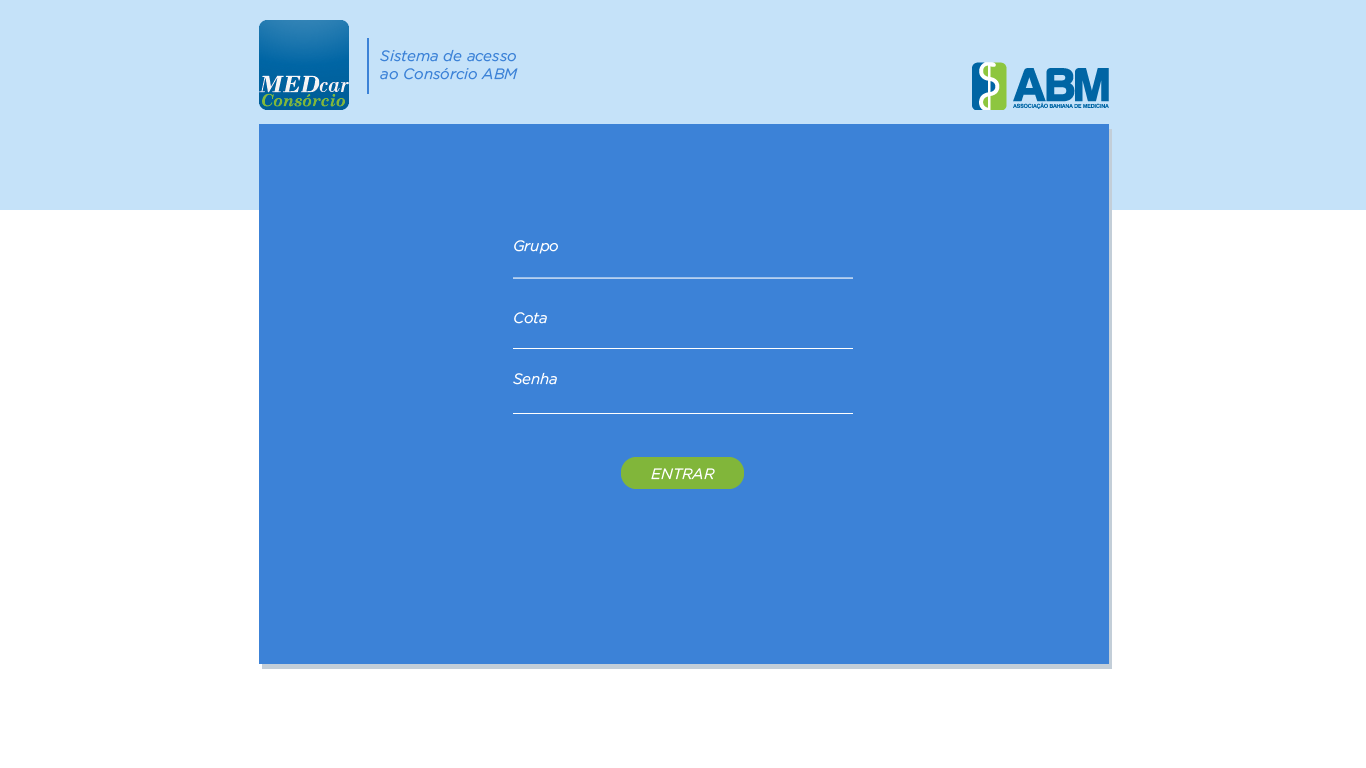 MEDcar
Consórcio
Sistema de acesso
ao Consórcio ABM
ABM
ASSOCIAÇÃO BAHIANA DE MEDICINA
Grupo
Cota
Senha
ENTRAR